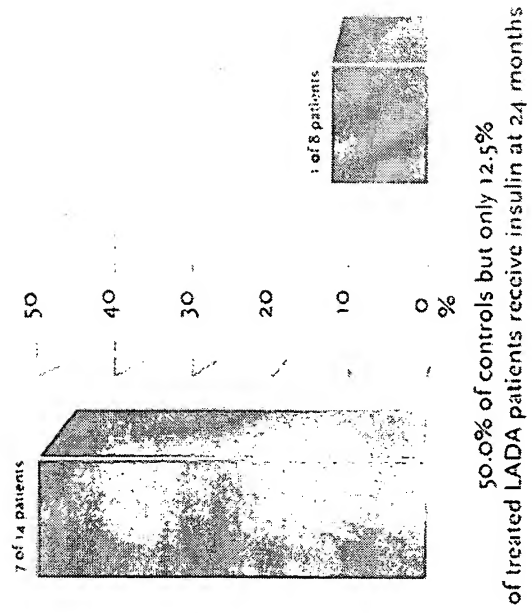 7 of 14 patients
50
40
30
20
10
0
%
1 of 8 patients
50.0% of controls but only 12.5%
of treated LADA patients receive insulin at 24 months